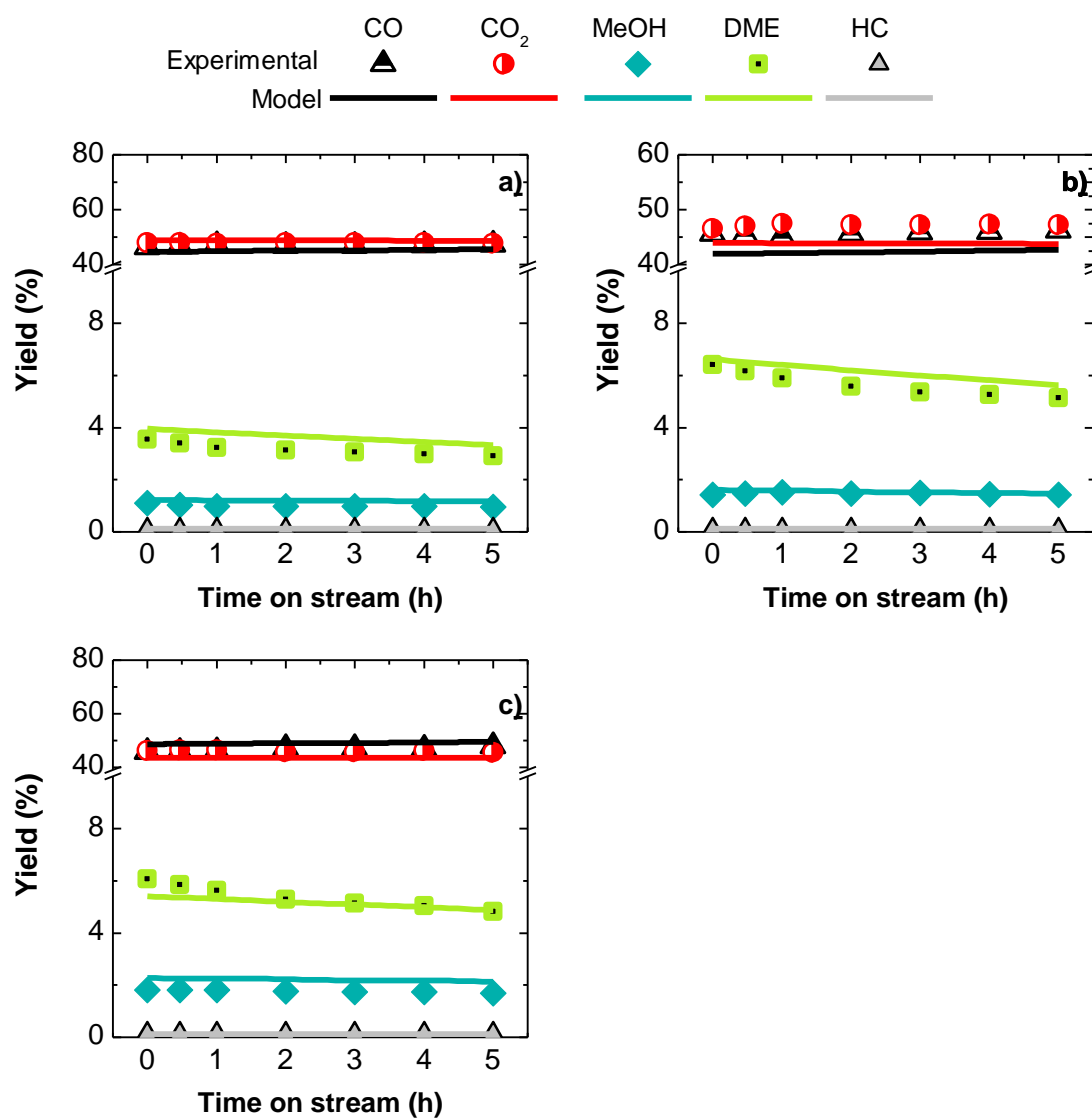 CO CO₂ MeOH DME HC
Experimental
Model
80
60
40
8
4
0
Yield (%)
a)
0 1 2 3 4 5
Time on stream (h)
60
50
40
8
4
0
Yield (%)
b)
0 1 2 3 4 5
Time on stream (h)
80
60
40
8
4
0
Yield (%)
c)
0 1 2 3 4 5
Time on stream (h)